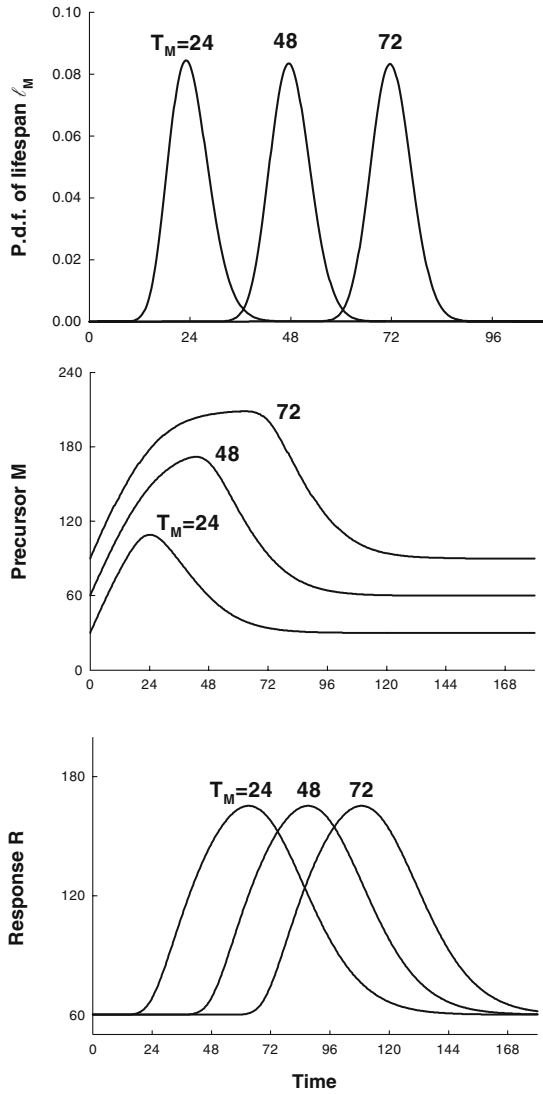 0.10
T_M=24 48 72
0.08
0.06
0.04
0.02
0.00
P.d.f. of lifespan ℓ_M
0 24 48 72 96
240
72
180
48
T_M=24
120
60
0
Precursor M
0 24 48 72 96 120 144 168
180
T_M=24 48 72
120
60
Response R
0 24 48 72 96 120 144 168
Time